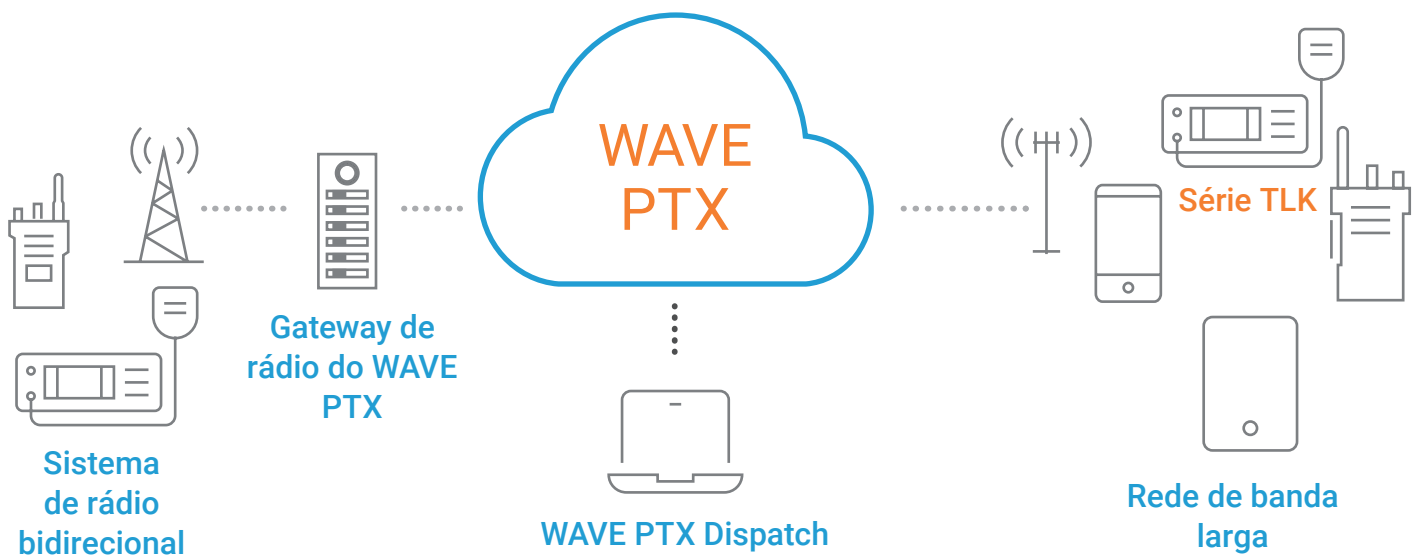 WAVE
PTX
Série TLK
Gateway de
rádio do WAVE
PTX
Sistema
de rádio
bidirecional
WAVE PTX Dispatch
Rede de banda
larga